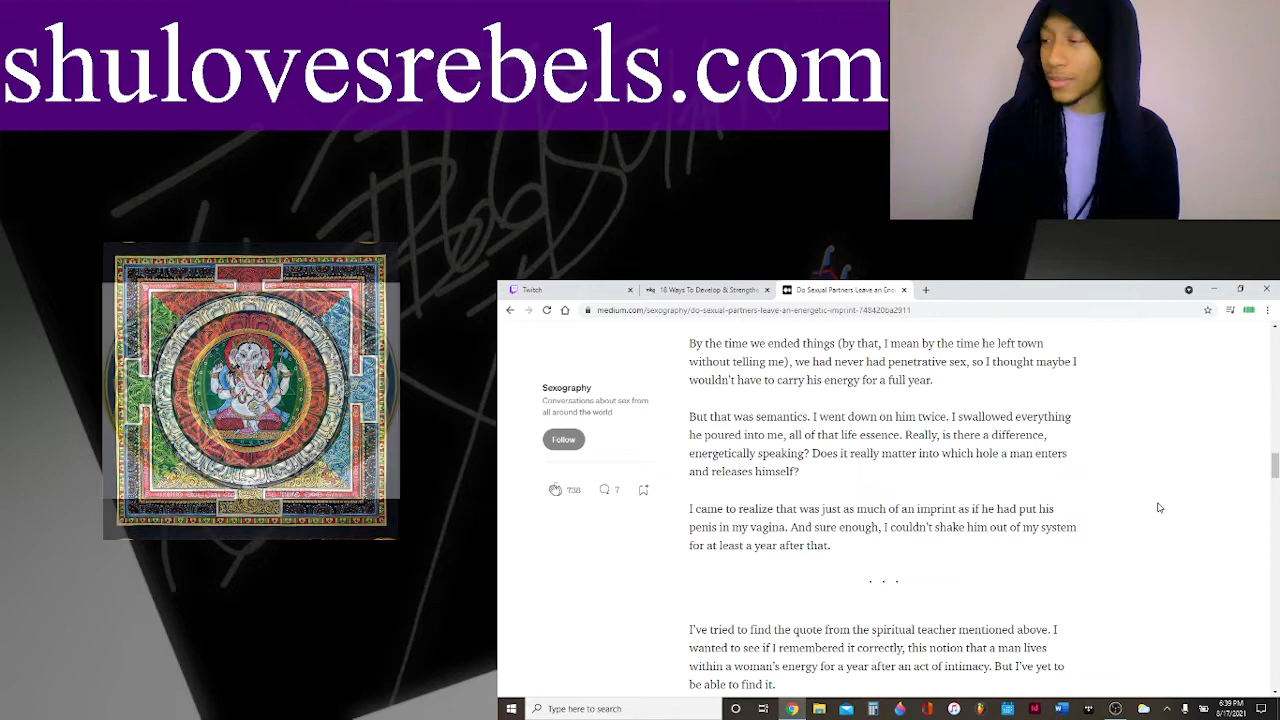 shulovesrebels.com
Twitch
18 Ways To Develop & Strengthe
Do Sexual Partners Leave an Ene
medium.com/sexography/do-sexual-partners-leave-an-energetic-imprint-748420ba2911
By the time we ended things (by that, I mean by the time he left town
without telling me), we had never had penetrative sex, so I thought maybe I
wouldn't have to carry his energy for a full year.
Sexography
Conversations about sex from
all around the world
Follow
738
7
But that was semantics. I went down on him twice. I swallowed everything
he poured into me, all of that life essence. Really, is there a difference,
energetically speaking? Does it really matter into which hole a man enters
and releases himself?
I came to realize that was just as much of an imprint as if he had put his
penis in my vagina. And sure enough, I couldn't shake him out of my system
for at least a year after that.
. . .
I've tried to find the quote from the spiritual teacher mentioned above. I
wanted to see if I remembered it correctly, this notion that a man lives
within a woman's energy for a year after an act of intimacy. But I've yet to
be able to find it.
Type here to search
6:39 PM
8/17/2021